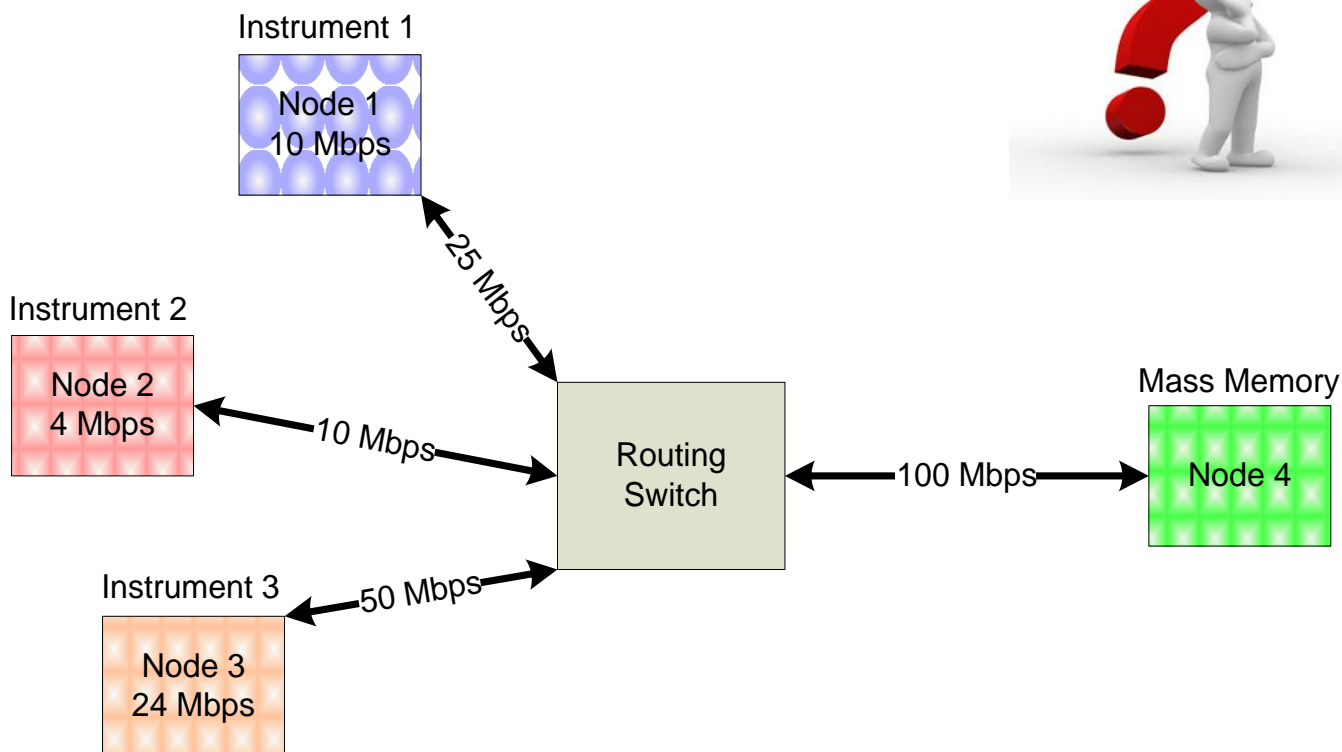 Instrument 1
Node 1
10 Mbps
25 Mbps
Instrument 2
Node 2
4 Mbps
10 Mbps
Routing
Switch
100 Mbps
Mass Memory
Node 4
50 Mbps
Instrument 3
Node 3
24 Mbps